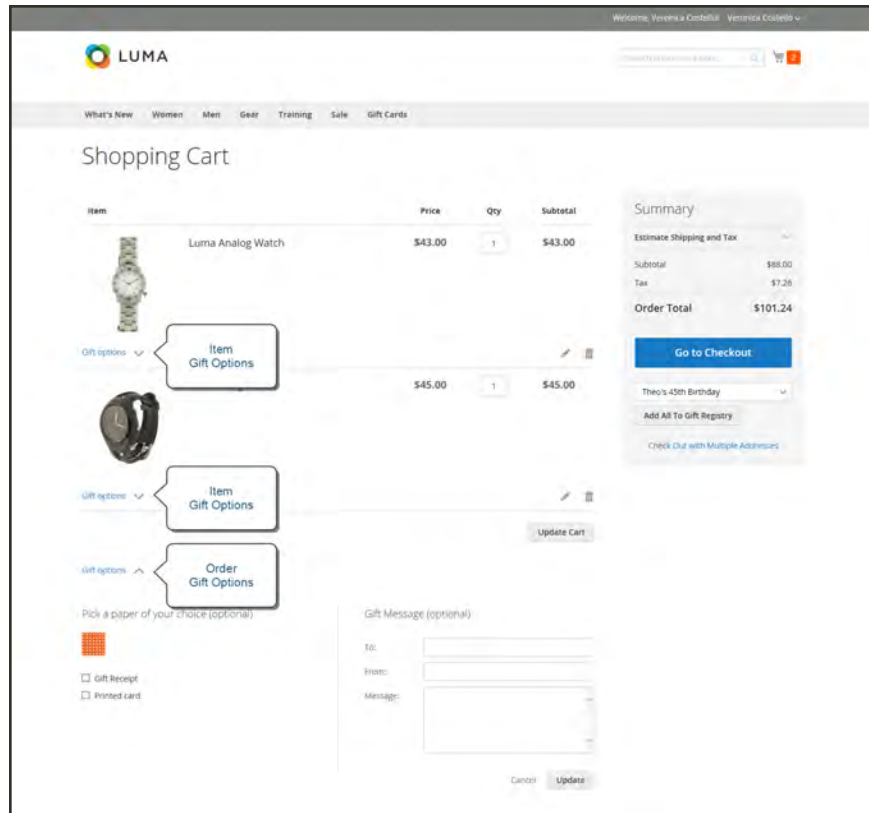 Welcome, Veronica Costello! Veronica Costello
LUMA
2
What's New Women Men Gear Training Sale Gift Cards
Shopping Cart
Item Price Qty Subtotal
Luma Analog Watch $43.00 1 $43.00
Gift options
Item
Gift Options
$45.00 1 $45.00
Gift options
Item
Gift Options
Update Cart
Gift options
Order
Gift Options
Pick a paper of your choice (optional)
Gift Receipt
Printed card
Gift Message (optional)
To:
From:
Message:
Cancel Update
Summary
Estimate Shipping and Tax
Subtotal $88.00
Tax $7.26
Order Total $101.24
Go to Checkout
Theo's 45th Birthday
Add All To Gift Registry
Check Out with Multiple Addresses